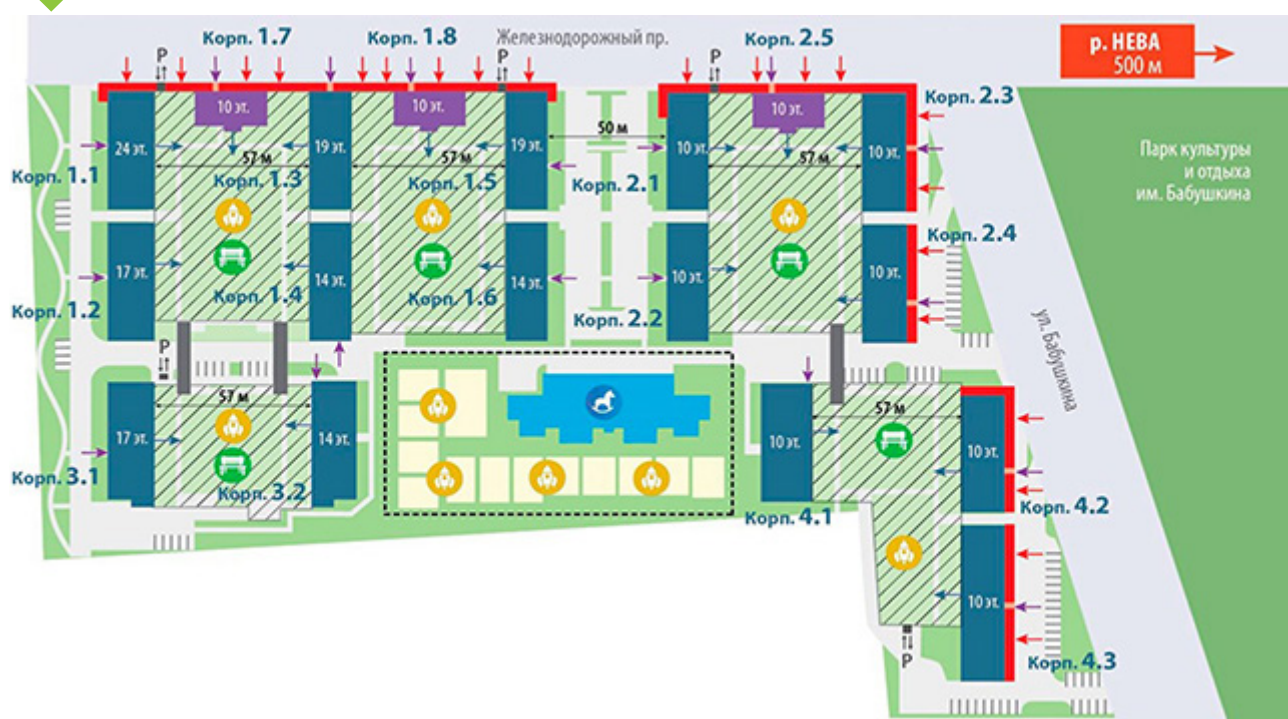 Корп. 1.7
Корп. 1.8
Железнодорожный пр.
Корп. 2.5
р. НЕВА
500 м
P
P
P
Корп. 2.3
10 эт.
10 эт.
10 эт.
50 м
24 эт.
19 эт.
19 эт.
10 эт.
10 эт.
Парк культуры
и отдыха
им. Бабушкина
57 м
57 м
57 м
Корп. 1.1
Корп. 1.3
Корп. 1.5
Корп. 2.1
Корп. 2.4
17 эт.
14 эт.
14 эт.
10 эт.
10 эт.
Корп. 1.2
Корп. 1.4
Корп. 1.6
Корп. 2.2
ул. Бабушкина
P
57 м
57 м
17 эт.
14 эт.
10 эт.
10 эт.
Корп. 3.1
Корп. 3.2
Корп. 4.1
Корп. 4.2
10 эт.
P
Корп. 4.3